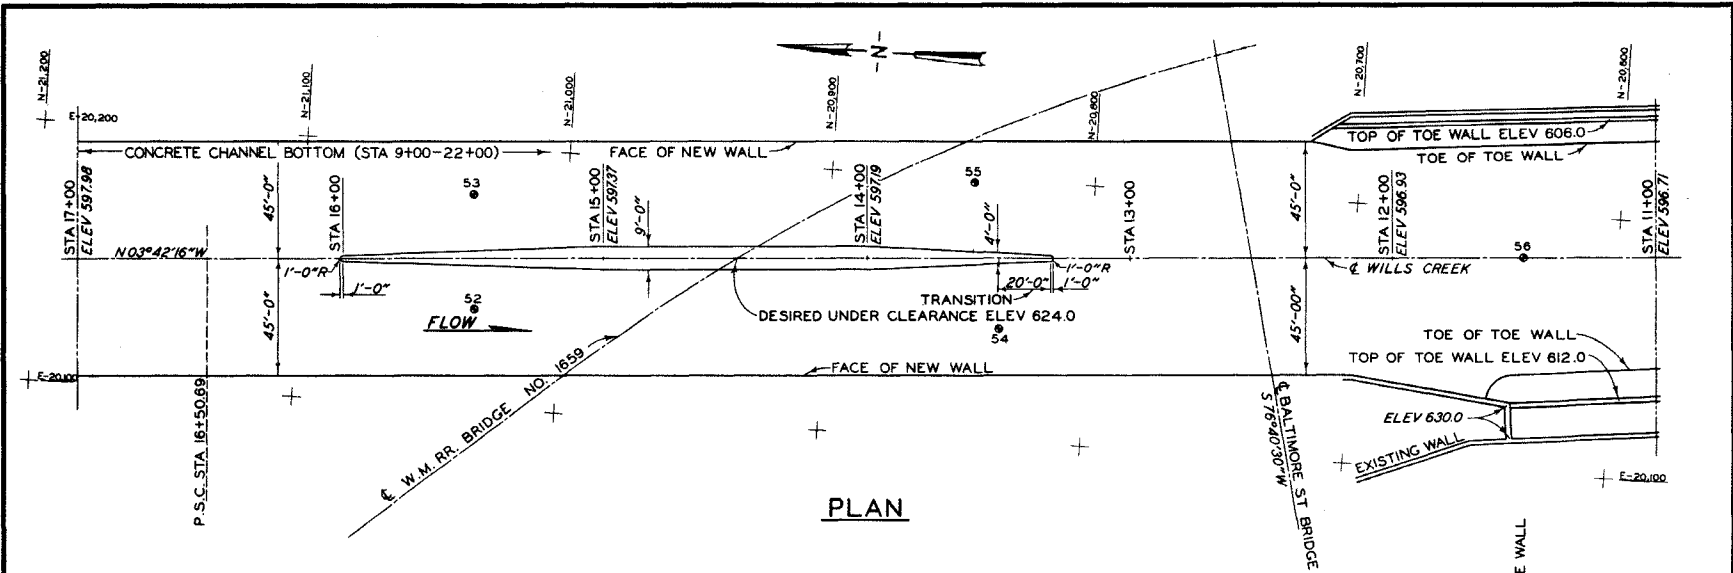 N-21,200
N-21,100
N-21,000
N-20,900
N-20,800
N-20,700
N-20,600
N
E-20,200
CONCRETE CHANNEL BOTTOM (STA 9+00-22+00)
FACE OF NEW WALL
TOP OF TOE WALL ELEV 606.0
TOE OF TOE WALL
STA 17+00
ELEV 597.98
45'-0"
STA 16+00
53
STA 15+00
ELEV 597.37
9'-0"
STA 14+00
ELEV 597.19
55
4'-0"
STA 13+00
45'-0"
STA 12+00
ELEV 596.93
STA 11+00
ELEV 596.71
56
N 03°42'16"W
1'-0"R
1'-0"
1'-0"R
20'-0"
1'-0"
℄ WILLS CREEK
45'-0"
52
FLOW
TRANSITION
DESIRED UNDER CLEARANCE ELEV 624.0
54
45'-00"
TOE OF TOE WALL
TOP OF TOE WALL ELEV 612.0
E-20,100
FACE OF NEW WALL
P.S.C. STA 16+50.69
℄ W.M. RR. BRIDGE NO. 1659
℄ BALTIMORE ST BRIDGE
S 76°40'30"W
ELEV 630.0
EXISTING WALL
E-20,100
PLAN
E WALL